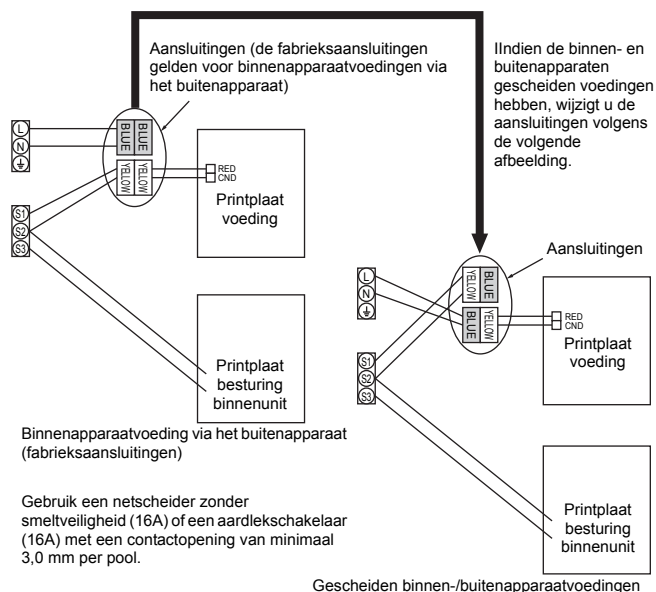 Aansluitingen (de fabrieksaansluitingen
gelden voor binnenapparaatvoedingen via
het buitenapparaat)
IIndien de binnen- en
buitenapparaten
gescheiden voedingen
hebben, wijzigt u de
aansluitingen volgens
de volgende
afbeelding.
L
N
BLUE BLUE
YELLOW YELLOW
RED
CND
Printplaat
voeding
S1
S2
S3
Printplaat
besturing
binnenunit
Binnenapparaatvoeding via het buitenapparaat
(fabrieksaansluitingen)
Gebruik een netscheider zonder
smeltveiligheid (16A) of een aardlekschakelaar
(16A) met een contactopening van minimaal
3,0 mm per pool.
Aansluitingen
L
N
YELLOW BLUE
BLUE YELLOW
RED
CND
Printplaat
voeding
S1
S2
S3
Printplaat
besturing
binnenunit
Gescheiden binnen-/buitenapparaatvoedingen